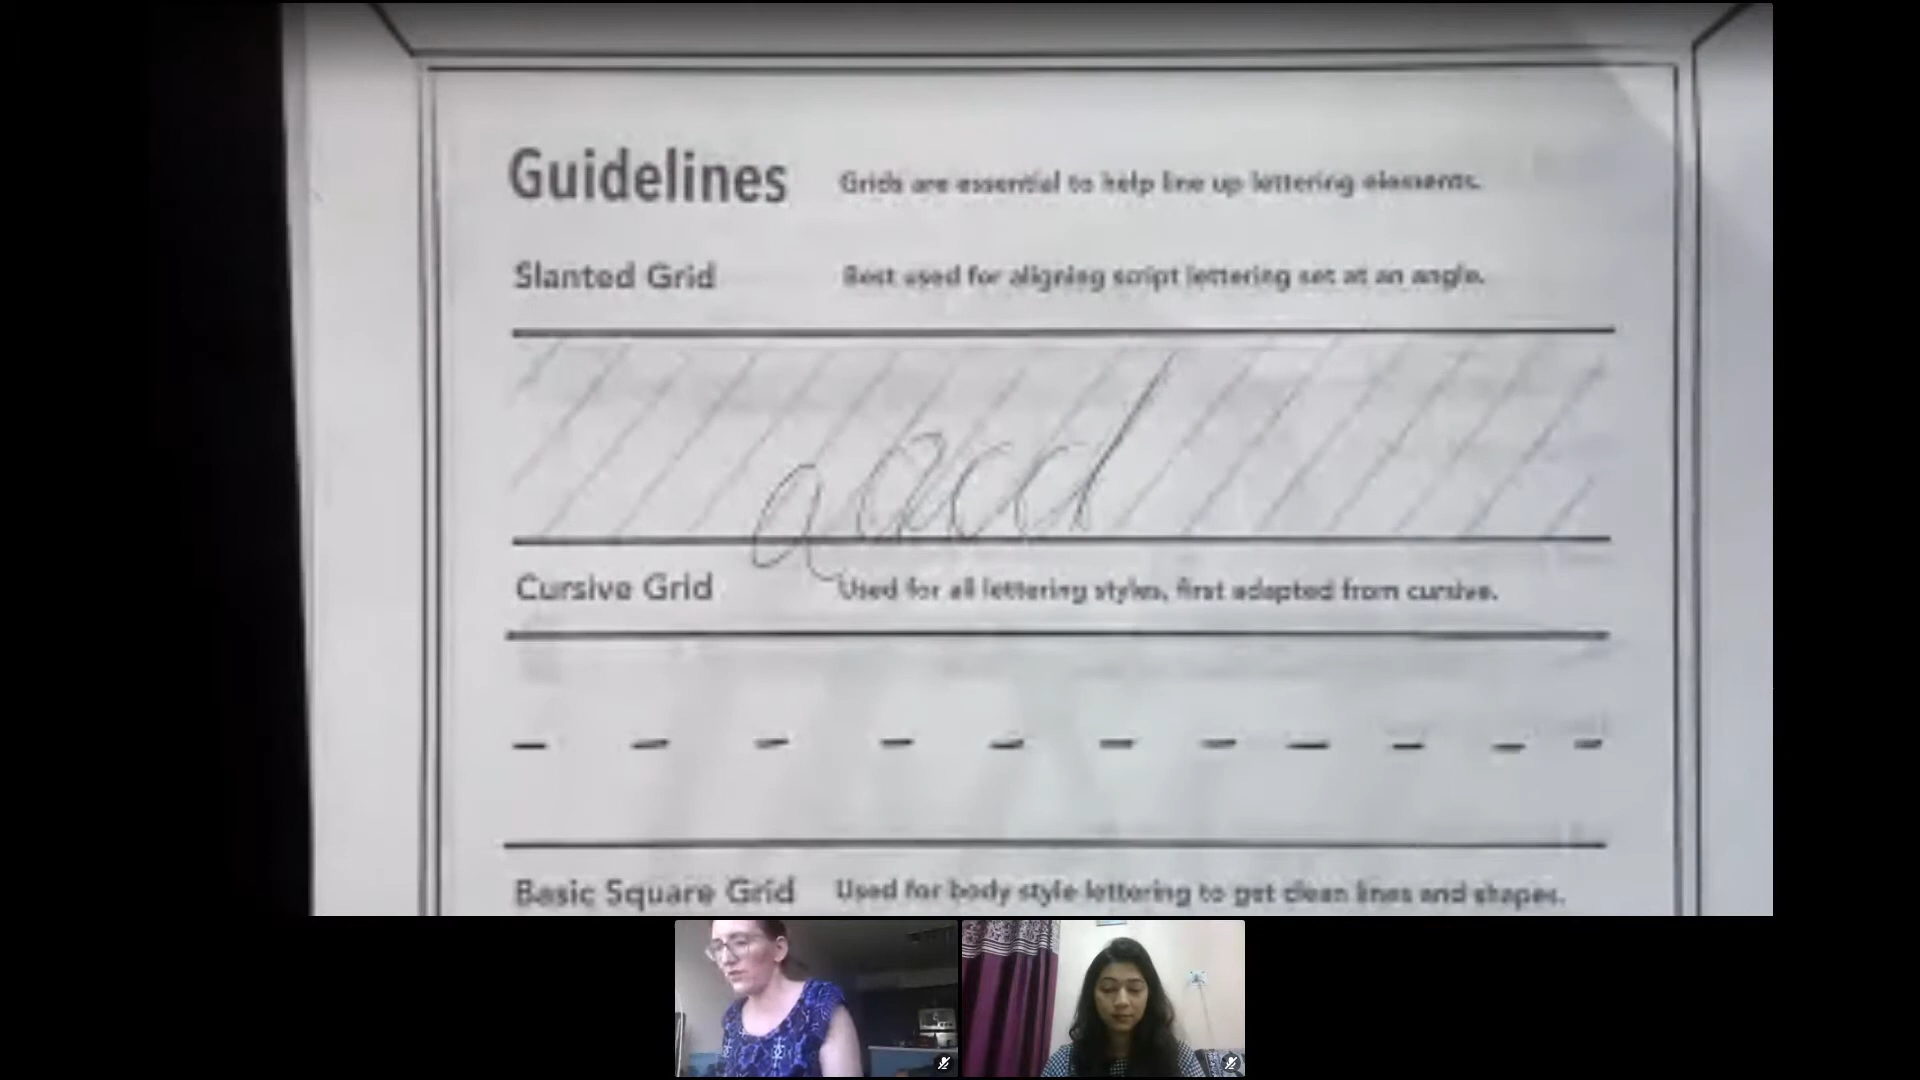 Guidelines Grids are essential to help line up lettering elements.
Slanted Grid Best used for aligning script lettering set at an angle.
Cursive Grid Used for all lettering styles, first adapted from cursive.
Basic Square Grid Used for body style lettering to get clean lines and shapes.